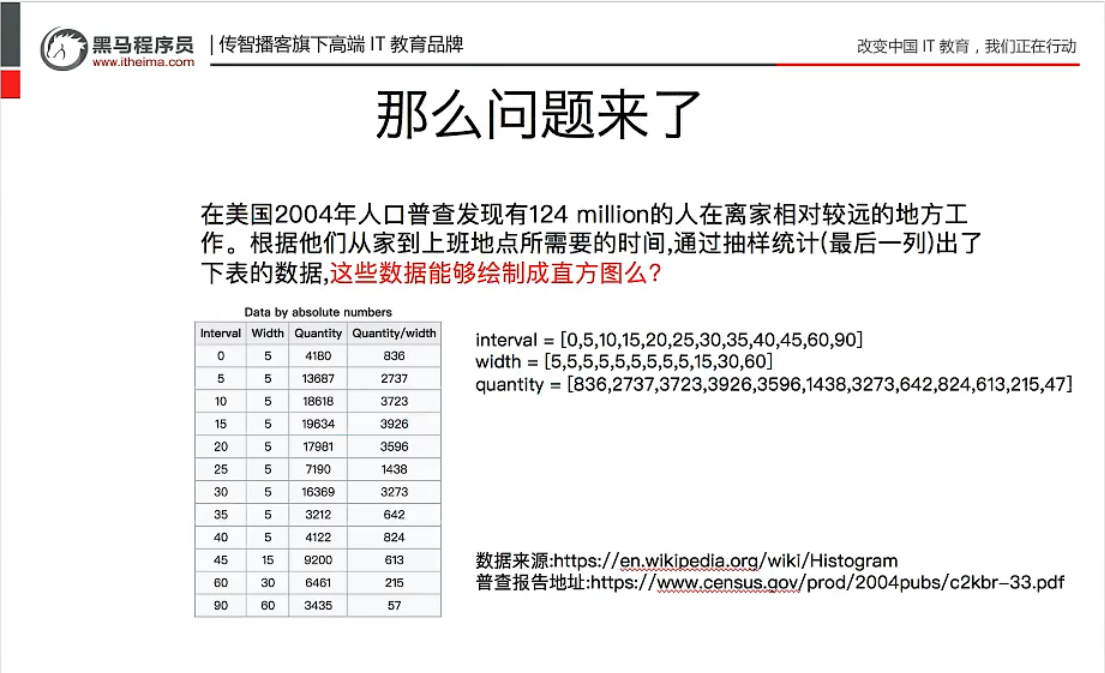 黑马程序员 | 传智播客旗下高端 IT 教育品牌
www.itheima.com
改变中国 IT 教育，我们正在行动
那么问题来了
在美国2004年人口普查发现有124 million的人在离家相对较远的地方工
作。根据他们从家到上班地点所需要的时间,通过抽样统计(最后一列)出了
下表的数据,这些数据能够绘制成直方图么?
Data by absolute numbers
Interval Width Quantity Quantity/width
0 5 4180 836
5 5 13687 2737
10 5 18618 3723
15 5 19634 3926
20 5 17981 3596
25 5 7190 1438
30 5 16369 3273
35 5 3212 642
40 5 4122 824
45 15 9200 613
60 30 6461 215
90 60 3435 57
interval = [0,5,10,15,20,25,30,35,40,45,60,90]
width = [5,5,5,5,5,5,5,5,5,15,30,60]
quantity = [836,2737,3723,3926,3596,1438,3273,642,824,613,215,47]
数据来源:https://en.wikipedia.org/wiki/Histogram
普查报告地址:https://www.census.gov/prod/2004pubs/c2kbr-33.pdf